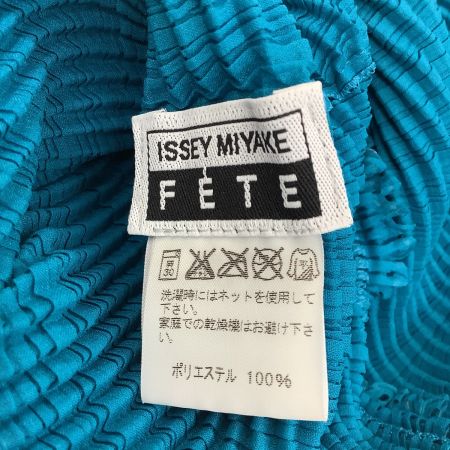 ISSEY MIYAKE
FÊTE
弱
30
洗濯時にはネットを使用して
下さい。
家庭での乾燥機はお避け下
さい。
ポリエステル 100%